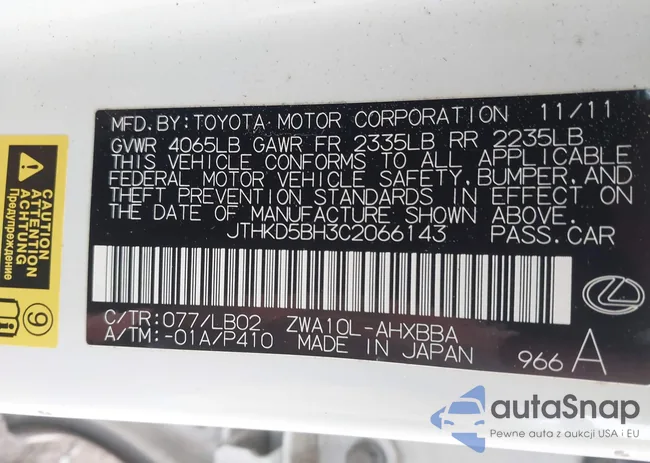 MFD.BY:TOYOTA MOTOR CORPORATION 11/11
GVWR 4065LB GAWR FR 2335LB RR 2235LB
THIS VEHICLE CONFORMS TO ALL APPLICABLE
FEDERAL MOTOR VEHICLE SAFETY,BUMPER,AND
THEFT PREVENTION STANDARDS IN EFFECT ON
THE DATE OF MANUFACTURE SHOWN ABOVE.
JTHKD5BH3C2066143 PASS.CAR
C/TR:077/LB02 ZWA10L-AHXBBA
A/TM:-01A/P410 MADE IN JAPAN
966 A
CAUTION
ATTENTION
ACHTUNG
Предупреждение
9
autaSnap
Pewne auta z aukcji USA i EU